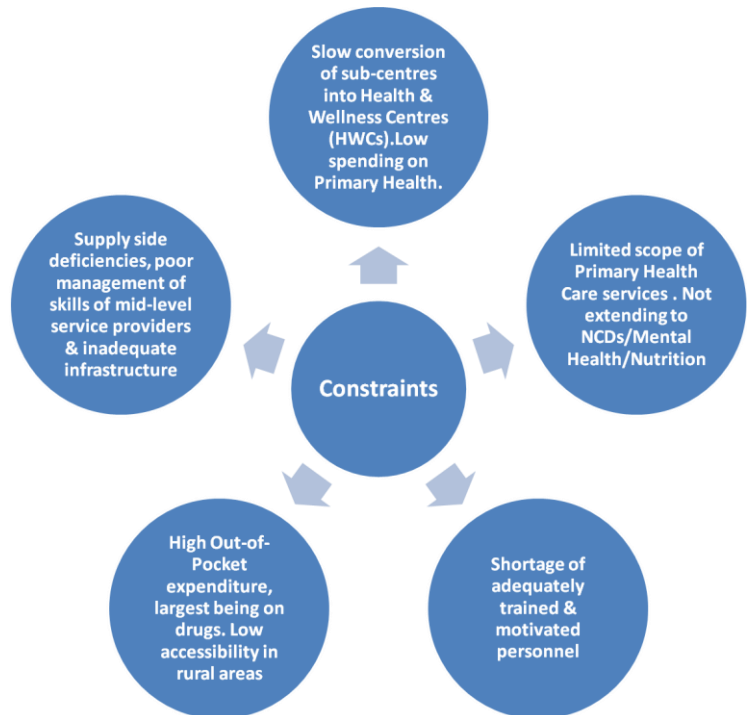 Slow conversion
of sub-centres
into Health &
Wellness Centres
(HWCs).Low
spending on
Primary Health.
Supply side
deficiencies, poor
management of
skills of mid-level
service providers
& inadequate
infrastructure
Limited scope of
Primary Health
Care services . Not
extending to
NCDs/Mental
Health/Nutrition
Constraints
High Out-of-
Pocket
expenditure,
largest being on
drugs. Low
accessibility in
rural areas
Shortage of
adequately
trained &
motivated
personnel